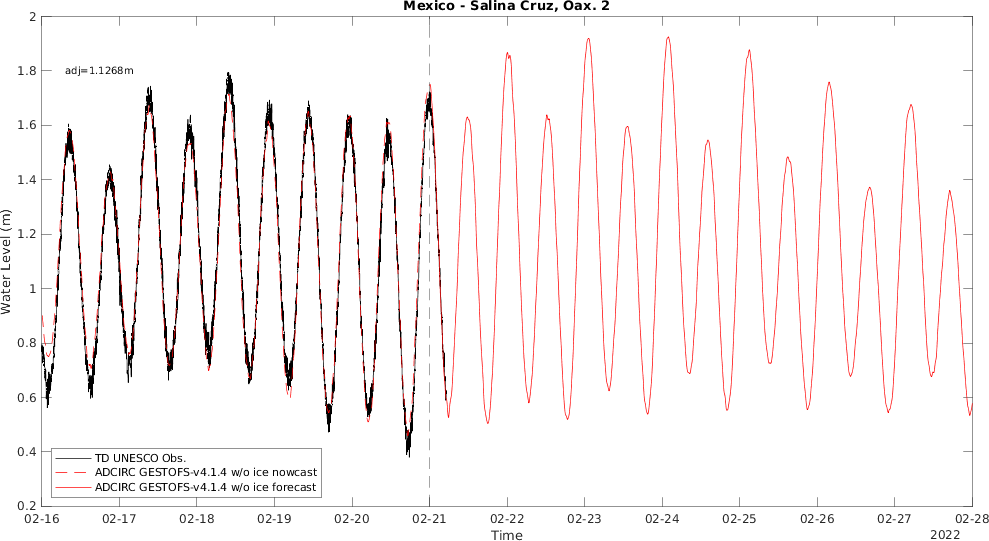 Mexico - Salina Cruz, Oax. 2
2
1.8
1.6
1.4
1.2
1
0.8
0.6
0.4
0.2
Water Level (m)
adj=1.1268m
TD UNESCO Obs.
ADCIRC GESTOFS-v4.1.4 w/o ice nowcast
ADCIRC GESTOFS-v4.1.4 w/o ice forecast
02-16 02-17 02-18 02-19 02-20 02-21 02-22 02-23 02-24 02-25 02-26 02-27 02-28
Time
2022